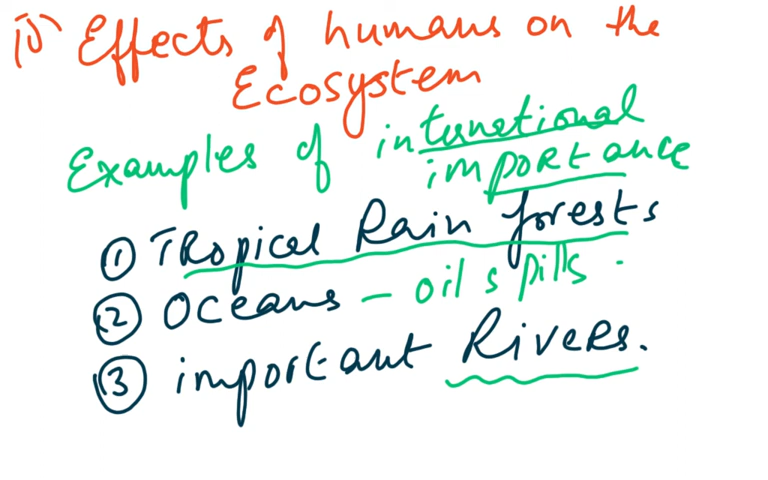 ii) Effects of humans on the
Ecosystem
Examples of international
importance
① Tropical Rain forests
② Oceans – oil spills.
③ important Rivers.